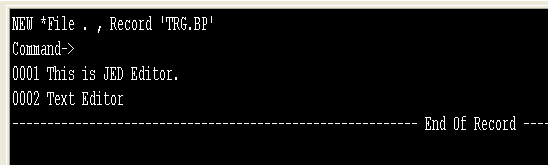 NEW *File . , Record 'TRG.BP'
Command->
0001 This is JED Editor.
0002 Text Editor
------------------------------------------------------------ End Of Record ----